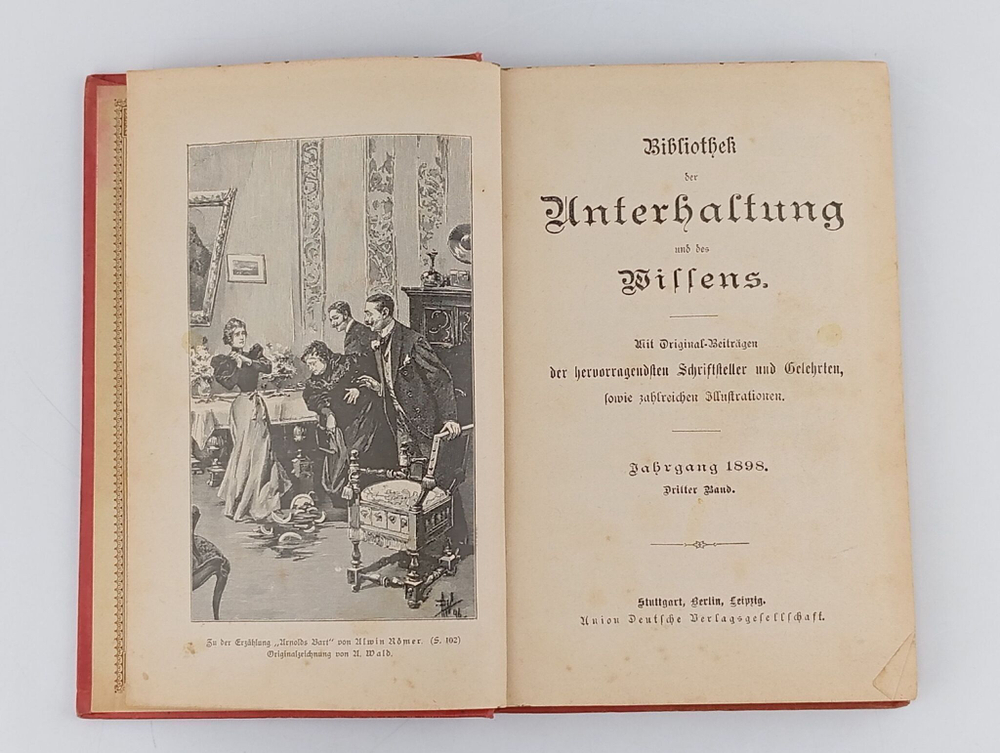 Zu der Erzählung „Arnolds Bart“ von Alwin Römer. (S. 102)
Originalzeichnung von A. Wald.
Bibliothek
der
Unterhaltung
und des
Wissens.
Mit Original-Beiträgen
der hervorragendsten Schriftsteller und Gelehrten,
sowie zahlreichen Illustrationen.
Jahrgang 1898.
Dritter Band.
Stuttgart, Berlin, Leipzig.
Union Deutsche Verlagsgesellschaft.